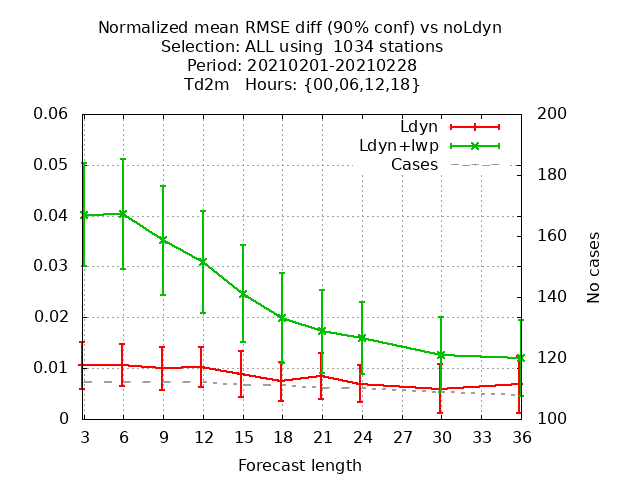 Normalized mean RMSE diff (90% conf) vs noLdyn
Selection: ALL using  1034 stations
Period: 20210201-20210228
Td2m   Hours: {00,06,12,18}
0.06
0.05
0.04
0.03
0.02
0.01
0
200
180
160
140
120
100
Ldyn
Ldyn+lwp
Cases
No cases
3 6 9 12 15 18 21 24 27 30 33 36
Forecast length